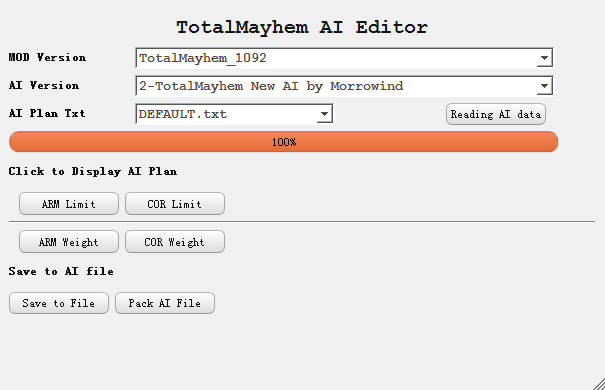 TotalMayhem AI Editor
MOD Version TotalMayhem_1092
AI Version 2-TotalMayhem New AI by Morrowind
AI Plan Txt DEFAULT.txt Reading AI data
100%
Click to Display AI Plan
ARM Limit COR Limit
ARM Weight COR Weight
Save to AI file
Save to File Pack AI File